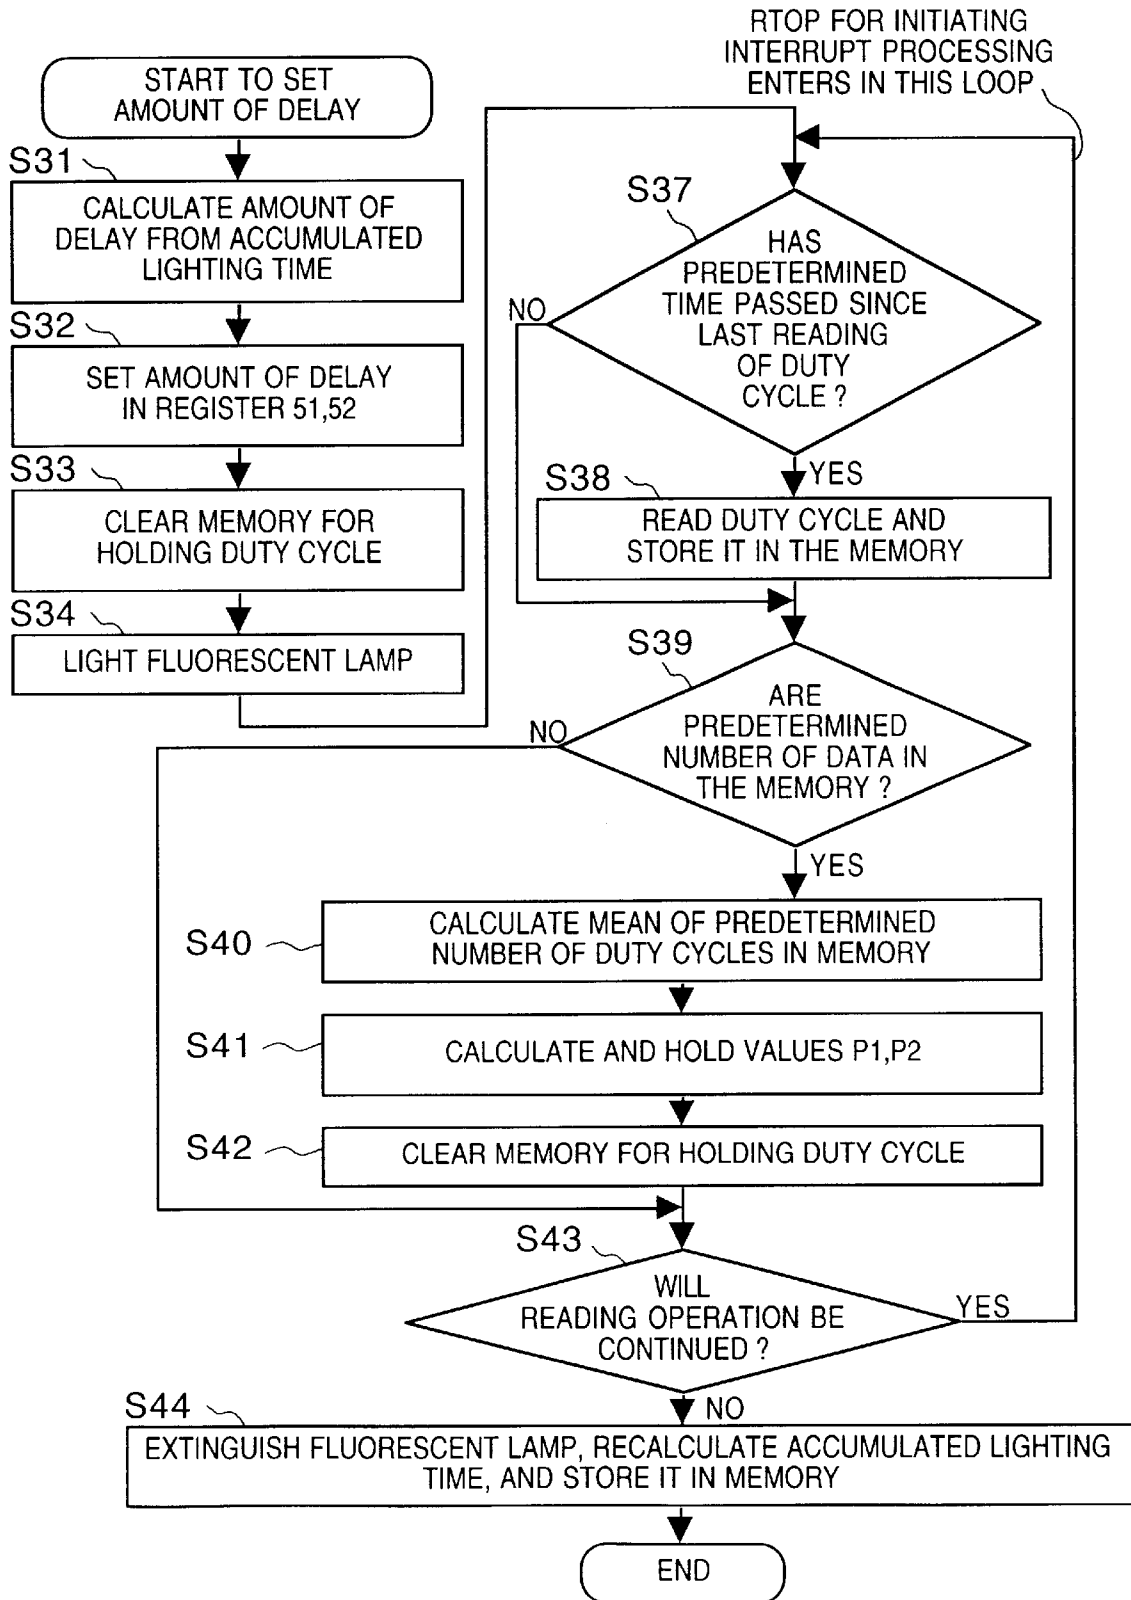 START TO SET
AMOUNT OF DELAY
S31
CALCULATE AMOUNT OF
DELAY FROM ACCUMULATED
LIGHTING TIME
S32
SET AMOUNT OF DELAY
IN REGISTER 51,52
S33
CLEAR MEMORY FOR
HOLDING DUTY CYCLE
S34
LIGHT FLUORESCENT LAMP
RTOP FOR INITIATING
INTERRUPT PROCESSING
ENTERS IN THIS LOOP
S37
HAS
PREDETERMINED
TIME PASSED SINCE
LAST READING
OF DUTY
CYCLE ?
NO
YES
S38
READ DUTY CYCLE AND
STORE IT IN THE MEMORY
S39
ARE
PREDETERMINED
NUMBER OF DATA IN
THE MEMORY ?
NO
YES
S40
CALCULATE MEAN OF PREDETERMINED
NUMBER OF DUTY CYCLES IN MEMORY
S41
CALCULATE AND HOLD VALUES P1,P2
S42
CLEAR MEMORY FOR HOLDING DUTY CYCLE
S43
WILL
READING OPERATION BE
CONTINUED ?
YES
NO
S44
EXTINGUISH FLUORESCENT LAMP, RECALCULATE ACCUMULATED LIGHTING
TIME, AND STORE IT IN MEMORY
END